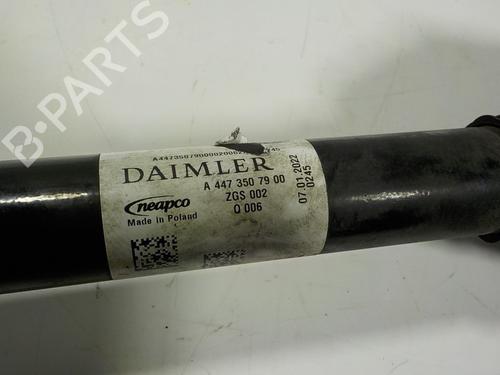 B-PARTS
DAIMLER
A 447 350 79 00
ZGS 002
Q 006
neapco
Made in Poland
07.01.2022
0245